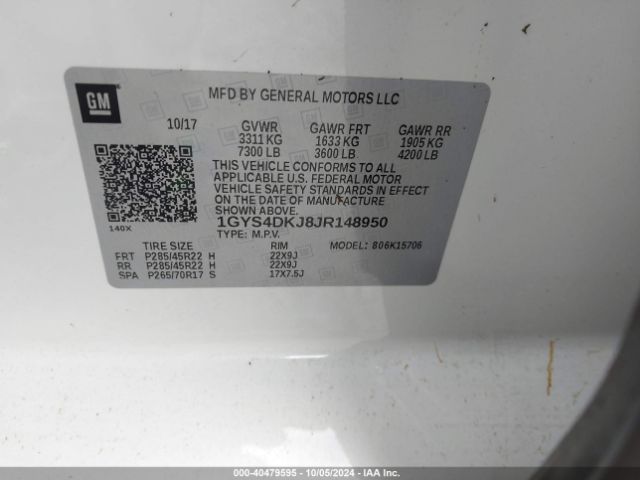 GM
MFD BY GENERAL MOTORS LLC
10/17 GVWR GAWR FRT GAWR RR
3311 KG 1633 KG 1905 KG
7300 LB 3600 LB 4200 LB
THIS VEHICLE CONFORMS TO ALL
APPLICABLE U.S. FEDERAL MOTOR
VEHICLE SAFETY STANDARDS IN EFFECT
ON THE DATE OF MANUFACTURE
SHOWN ABOVE.
140X 1GYS4DKJ8JR148950
TYPE: M.P.V.
TIRE SIZE RIM MODEL: 806K15706
FRT P285/45R22 H 22X9J
RR P285/45R22 H 22X9J
SPA P265/70R17 S 17X7.5J
000-40479595 - 10/05/2024 - IAA Inc.